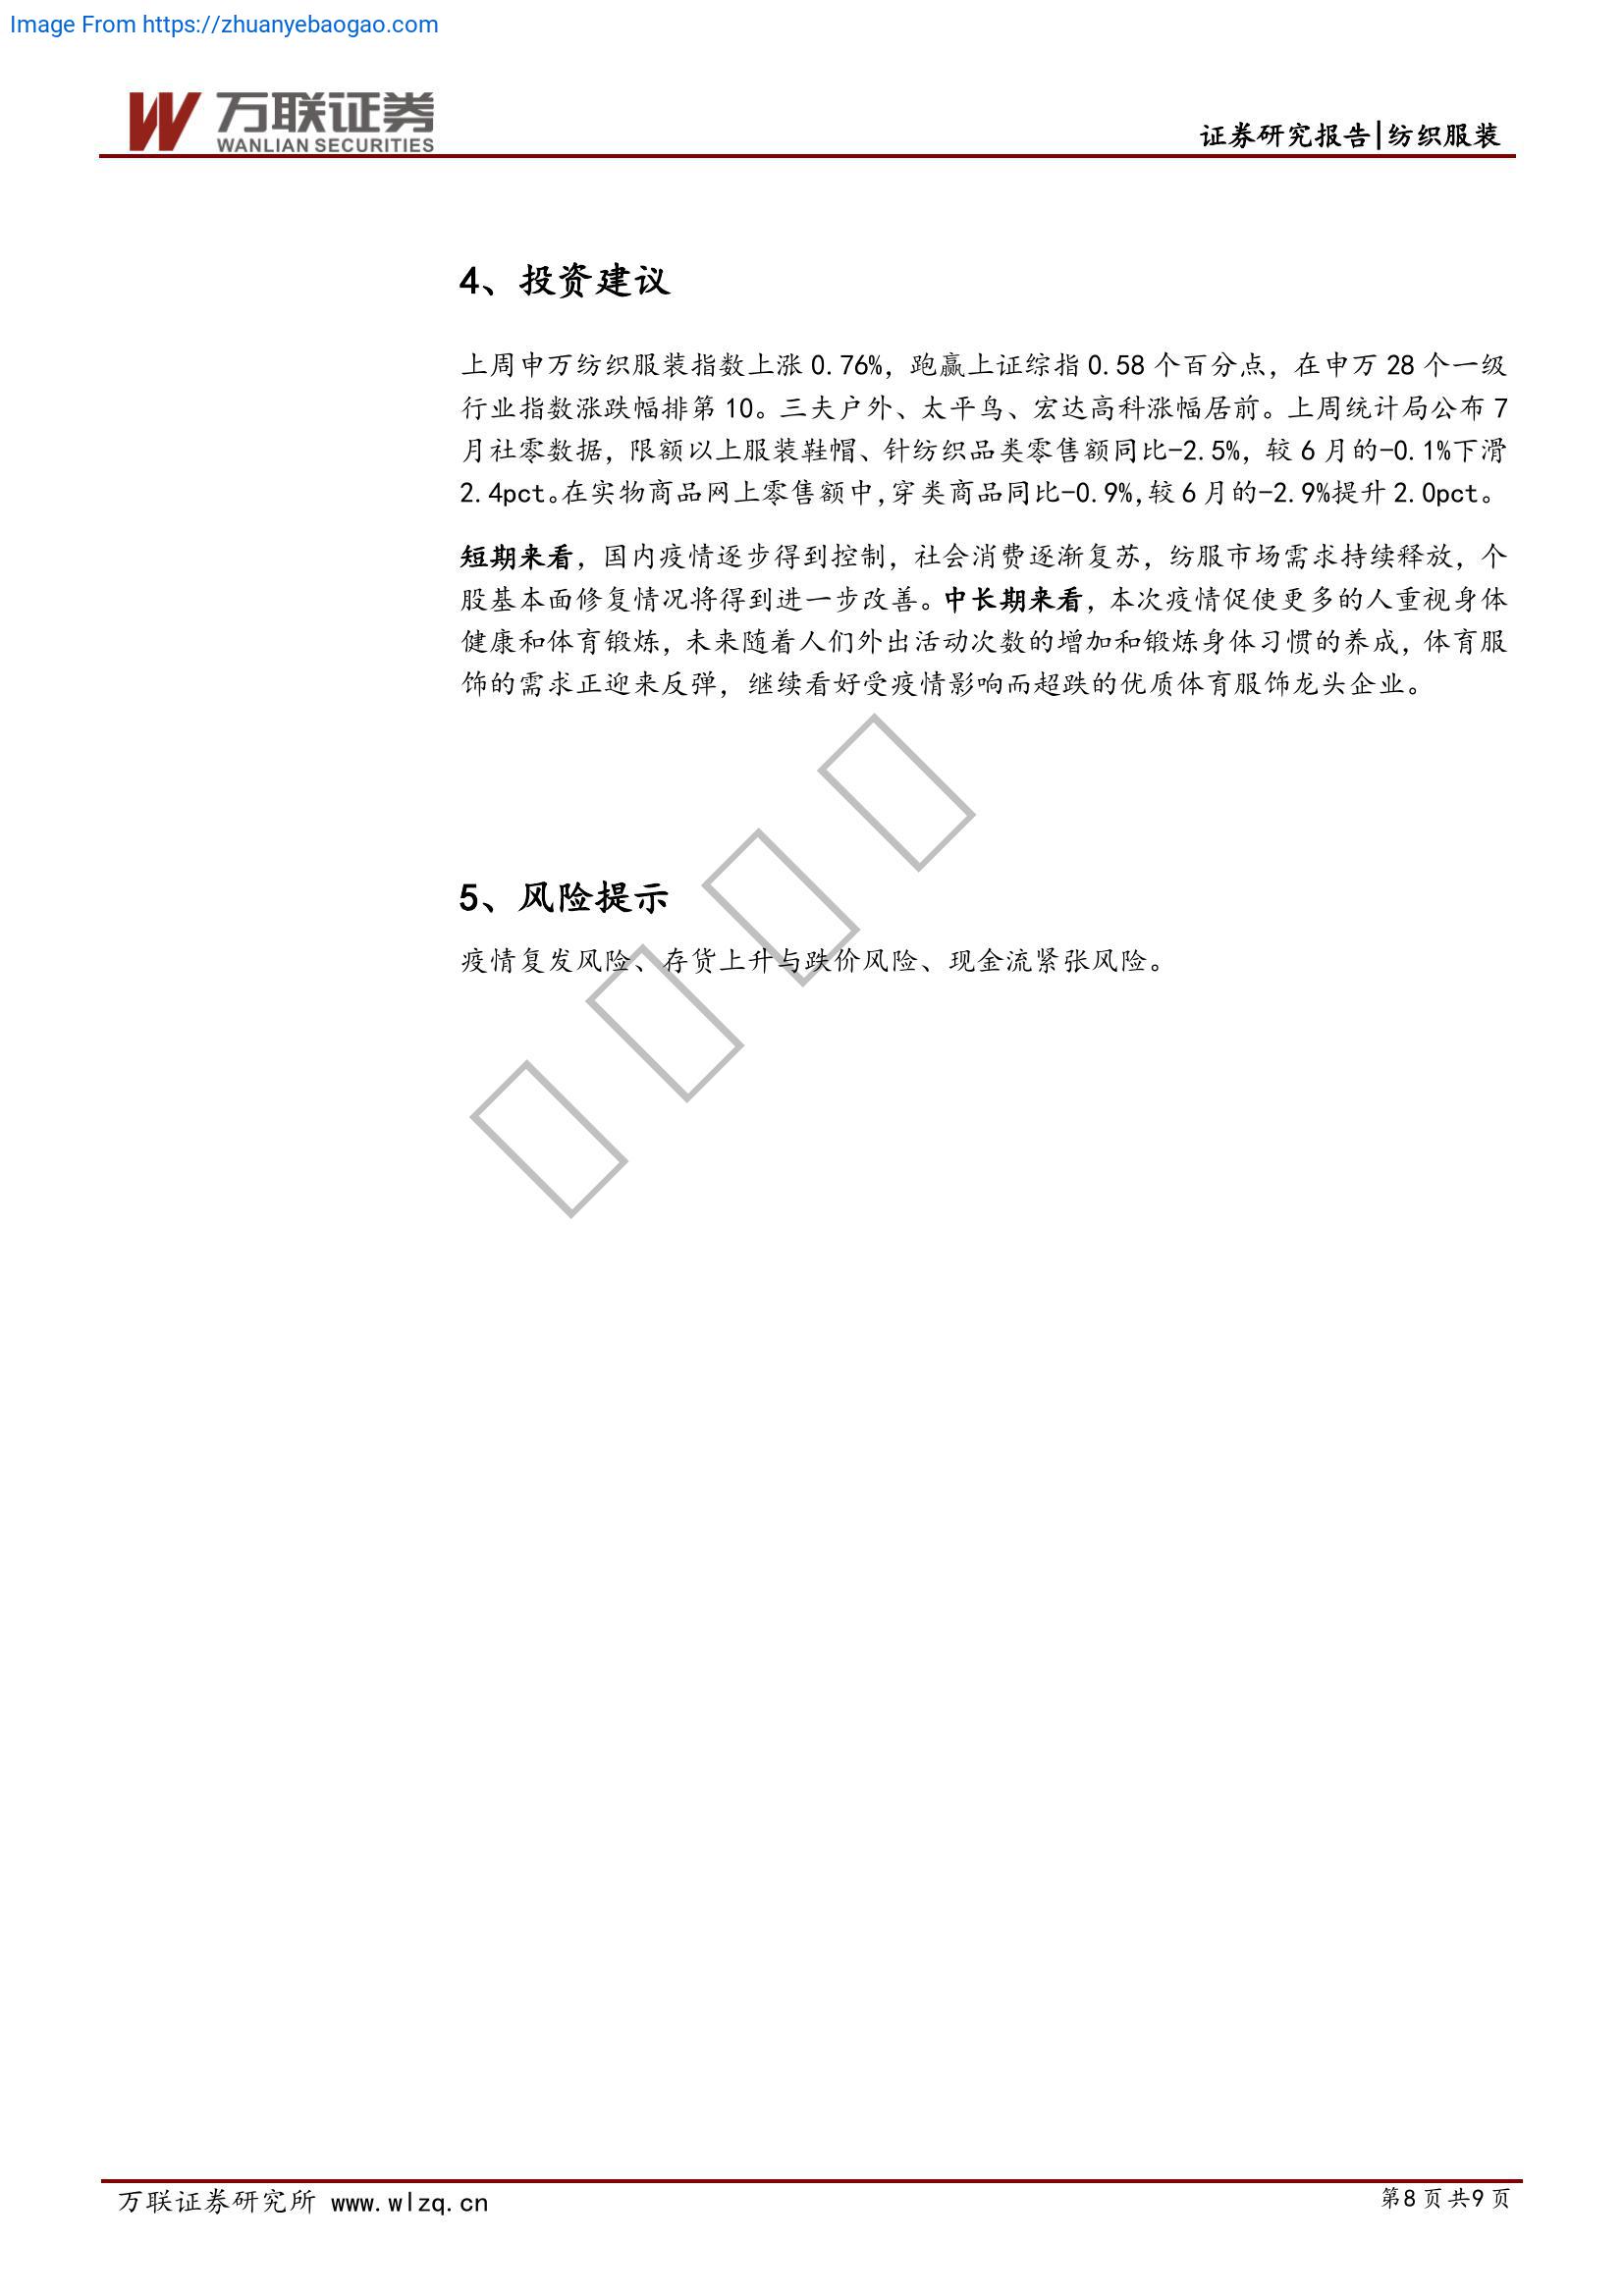 Image From https://zhuanyebaogao.com
万联证券
WANLIAN SECURITIES
证券研究报告|纺织服装
4、投资建议
上周申万纺织服装指数上涨 0.76%，跑赢上证综指 0.58 个百分点，在申万 28 个一级
行业指数涨跌幅排第 10。三夫户外、太平鸟、宏达高科涨幅居前。上周统计局公布 7
月社零数据，限额以上服装鞋帽、针纺织品类零售额同比-2.5%，较 6 月的-0.1%下滑
2.4pct。在实物商品网上零售额中，穿类商品同比-0.9%，较 6 月的-2.9%提升 2.0pct。
短期来看，国内疫情逐步得到控制，社会消费逐渐复苏，纺服市场需求持续释放，个
股基本面修复情况将得到进一步改善。中长期来看，本次疫情促使更多的人重视身体
健康和体育锻炼，未来随着人们外出活动次数的增加和锻炼身体习惯的养成，体育服
饰的需求正迎来反弹，继续看好受疫情影响而超跌的优质体育服饰龙头企业。
5、风险提示
疫情复发风险、存货上升与跌价风险、现金流紧张风险。
万联证券研究所 www.wlzq.cn
第8 页 共9 页